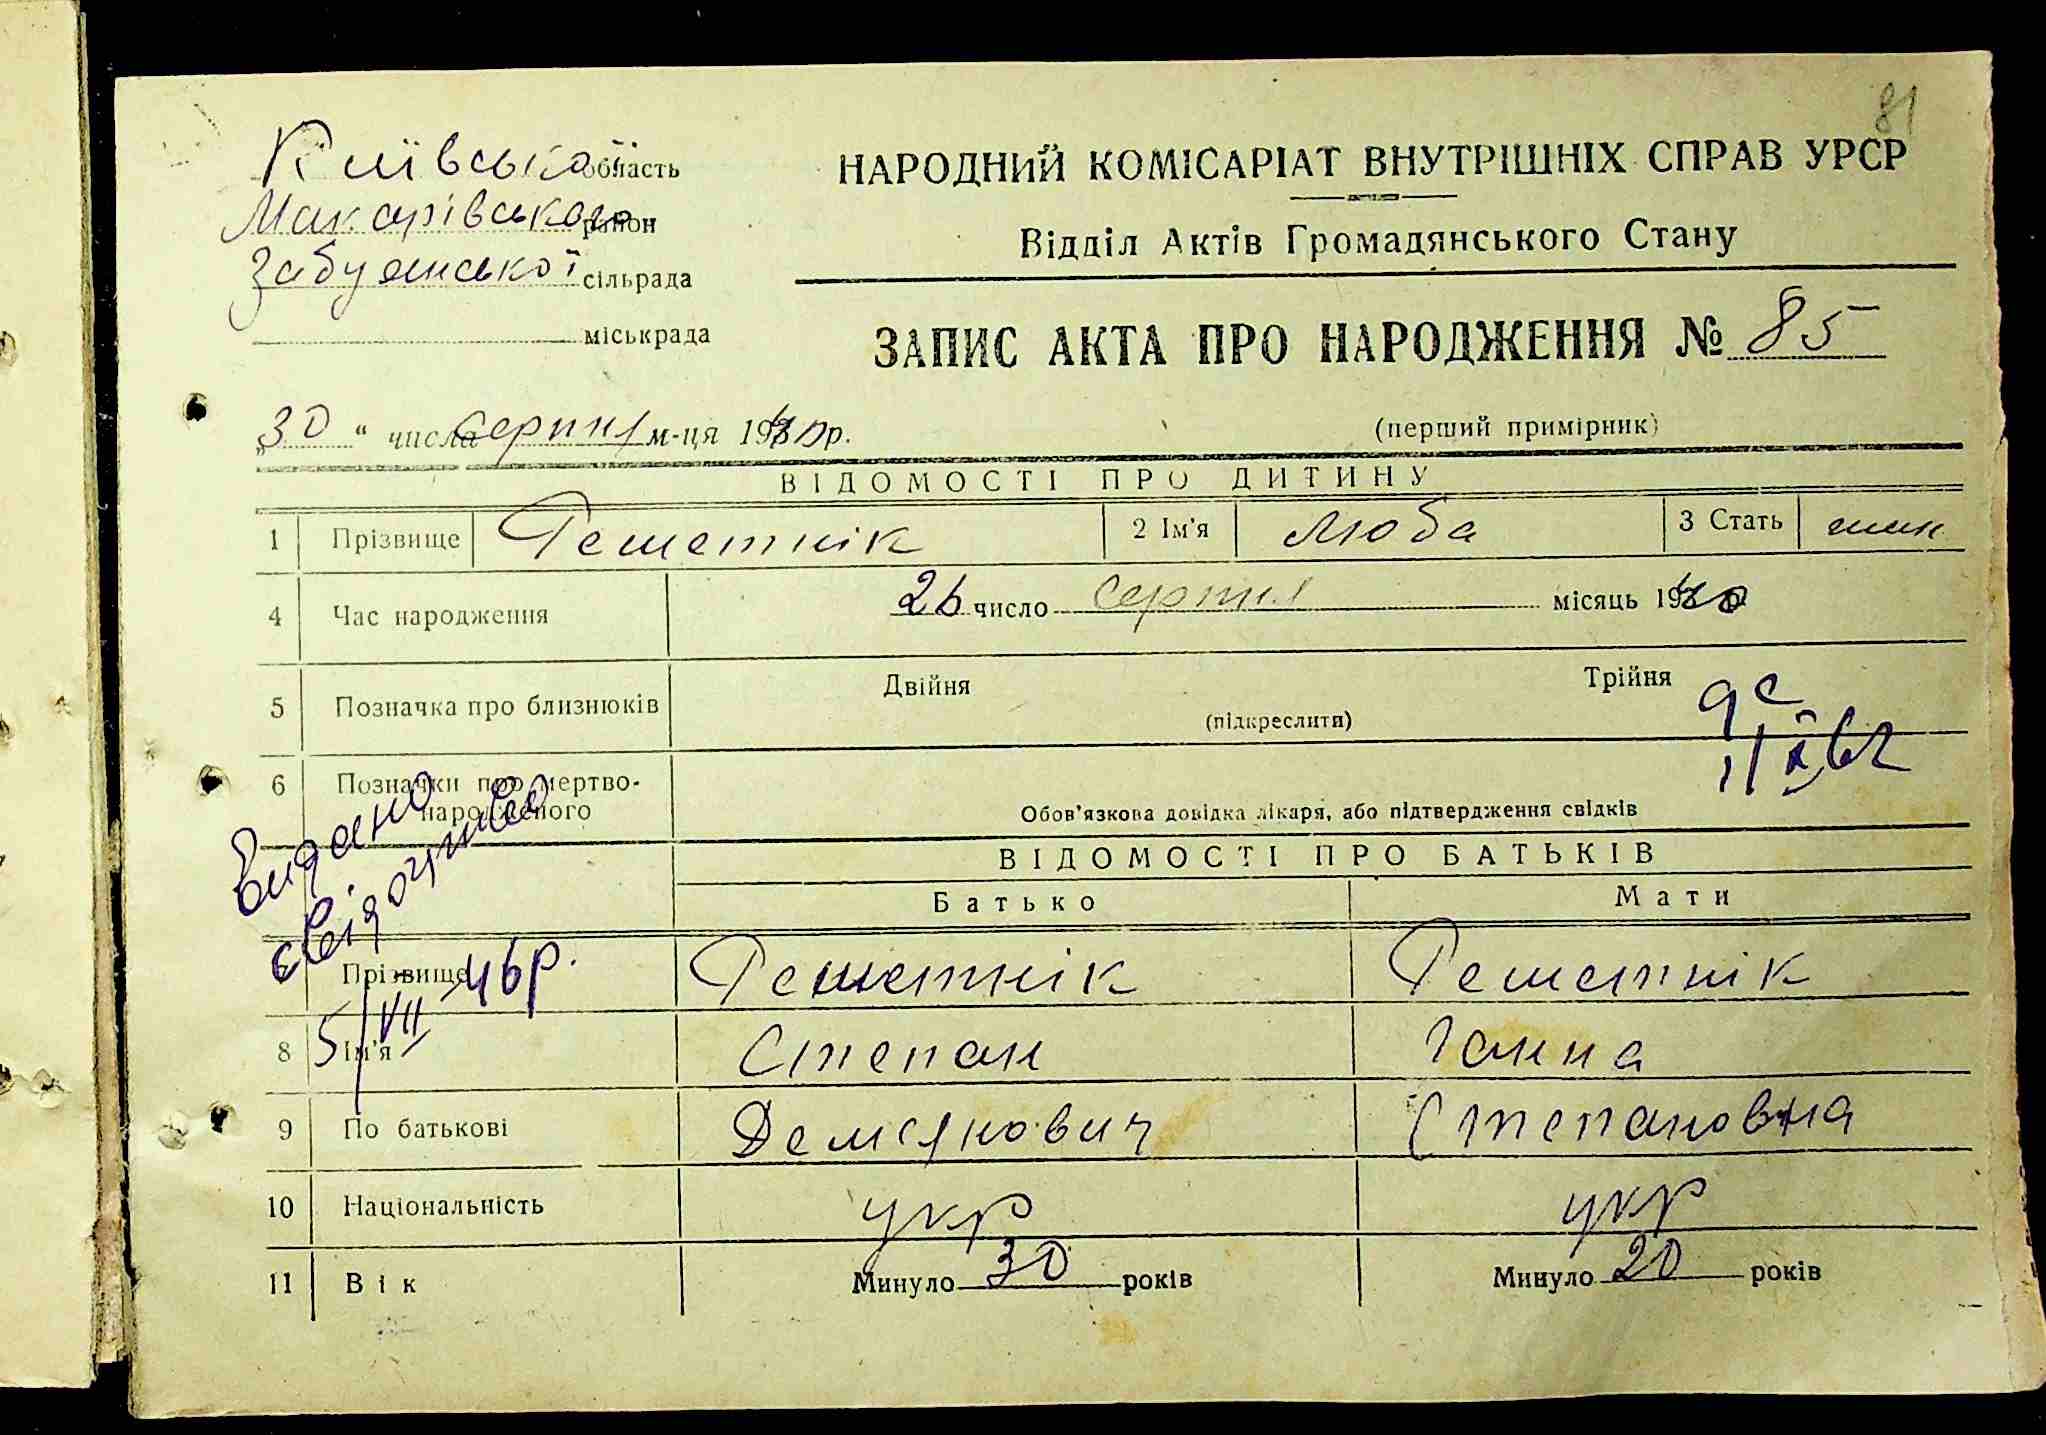 81
Київської область
Макарівського район
Забуянської сільрада
міськрада
НАРОДНИЙ КОМІСАРІАТ ВНУТРІШНІХ СПРАВ УРСР
Відділ Актів Громадянського Стану
ЗАПИС АКТА ПРО НАРОДЖЕННЯ № 85
„30“ числа серпня м-ця 1940р.
(перший примірник)
ВІДОМОСТІ ПРО ДИТИНУ
1 Прізвище Решетнік 2 Ім'я Люба 3 Стать жин
4 Час народження 26 число серпня місяць 1940
5 Позначка про близнюків Двійня Трійня
(підкреслити)
6 Позначки про мертво-
народженого
Обов'язкова довідка лікаря, або підтвердження свідків
Видано
свідоцтво
5/VII-46р.
ВІДОМОСТІ ПРО БАТЬКІВ
Батько Мати
Прізвище Решетнік Решетнік
8 Ім'я Степан Ганна
9 По батькові Демянович Степановна
10 Національність укр укр
11 Вік Минуло 30 років Минуло 20 років